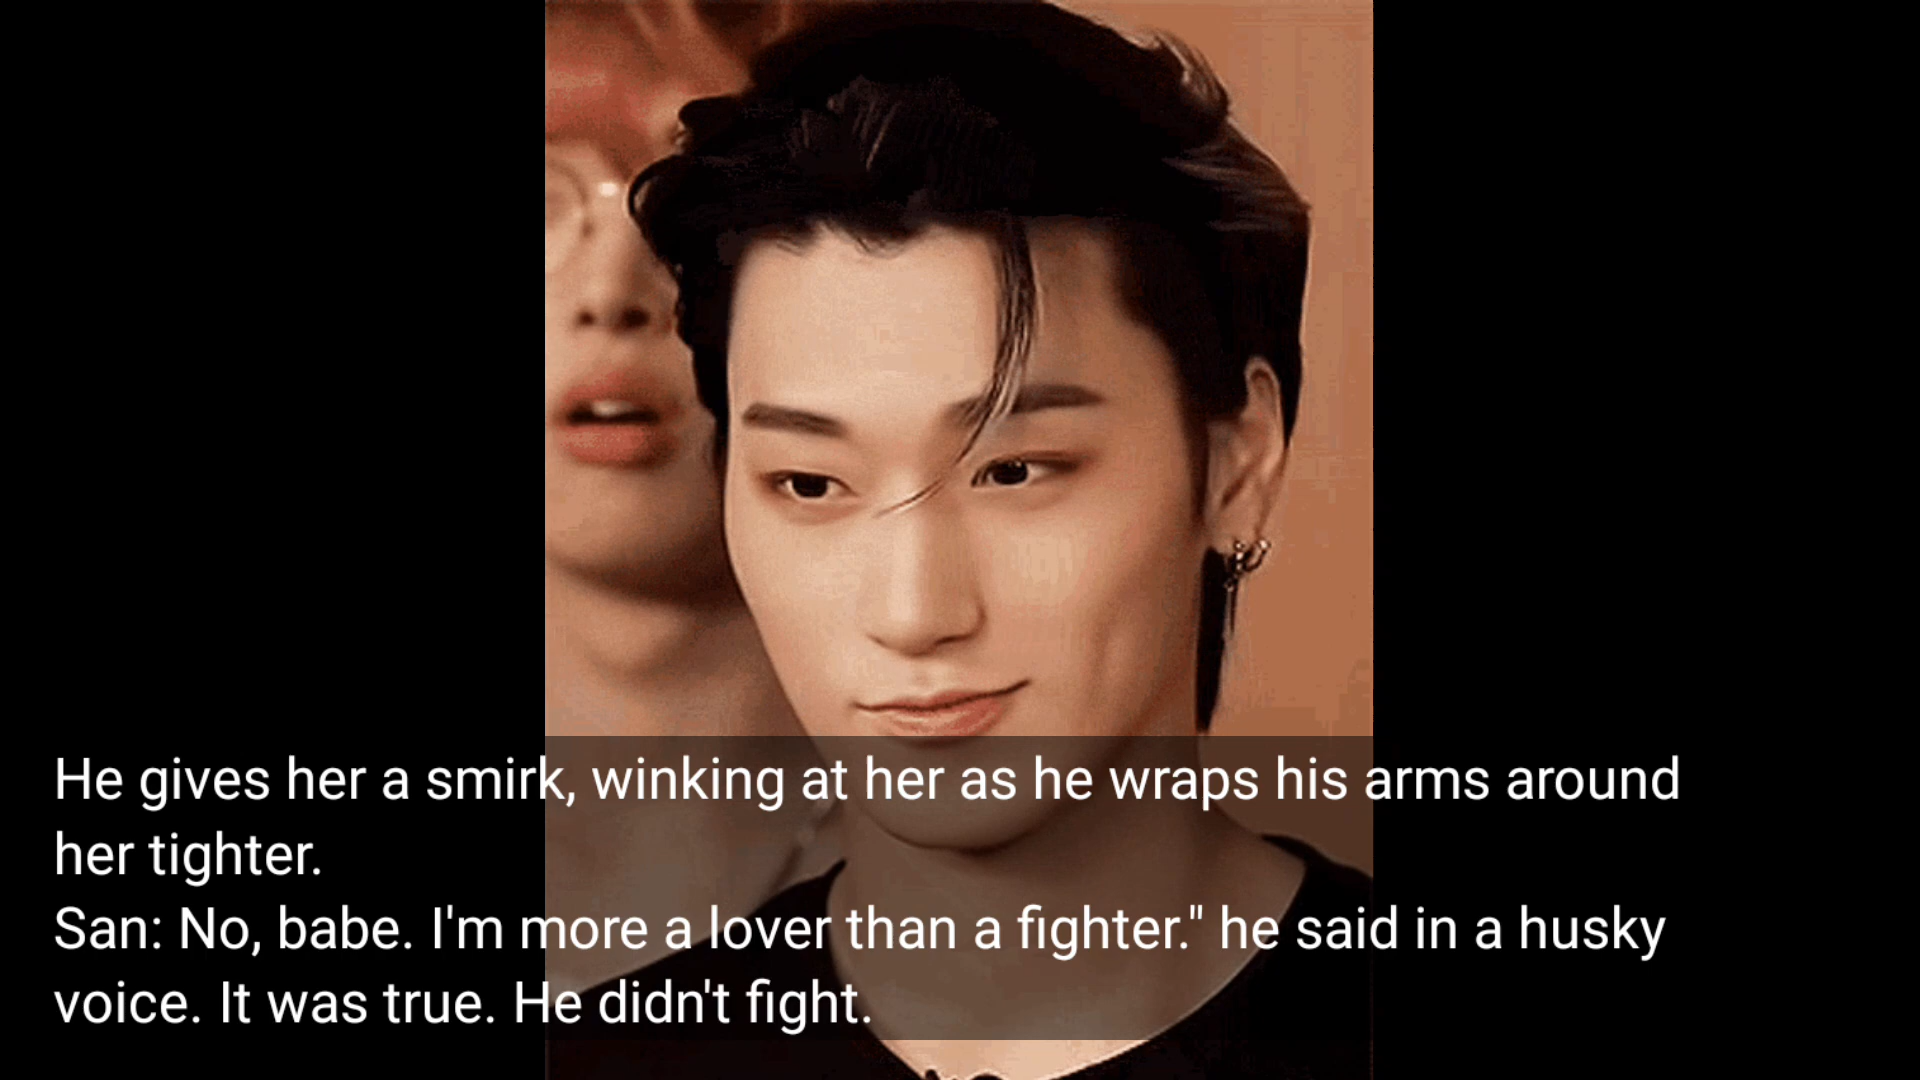 He gives her a smirk, winking at her as he wraps his arms around
her tighter.
San: No, babe. I'm more a lover than a fighter." he said in a husky
voice. It was true. He didn't fight.